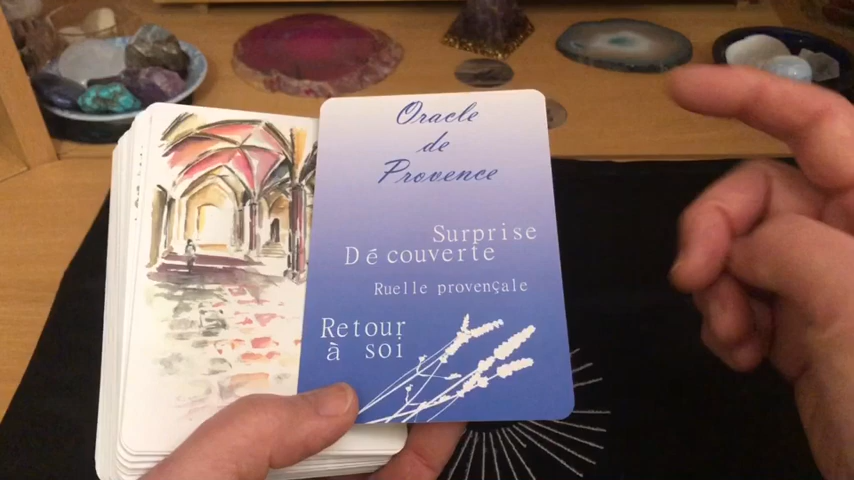 Oracle
de
Provence
Surprise
Découverte
Ruelle provençale
Retour
à soi